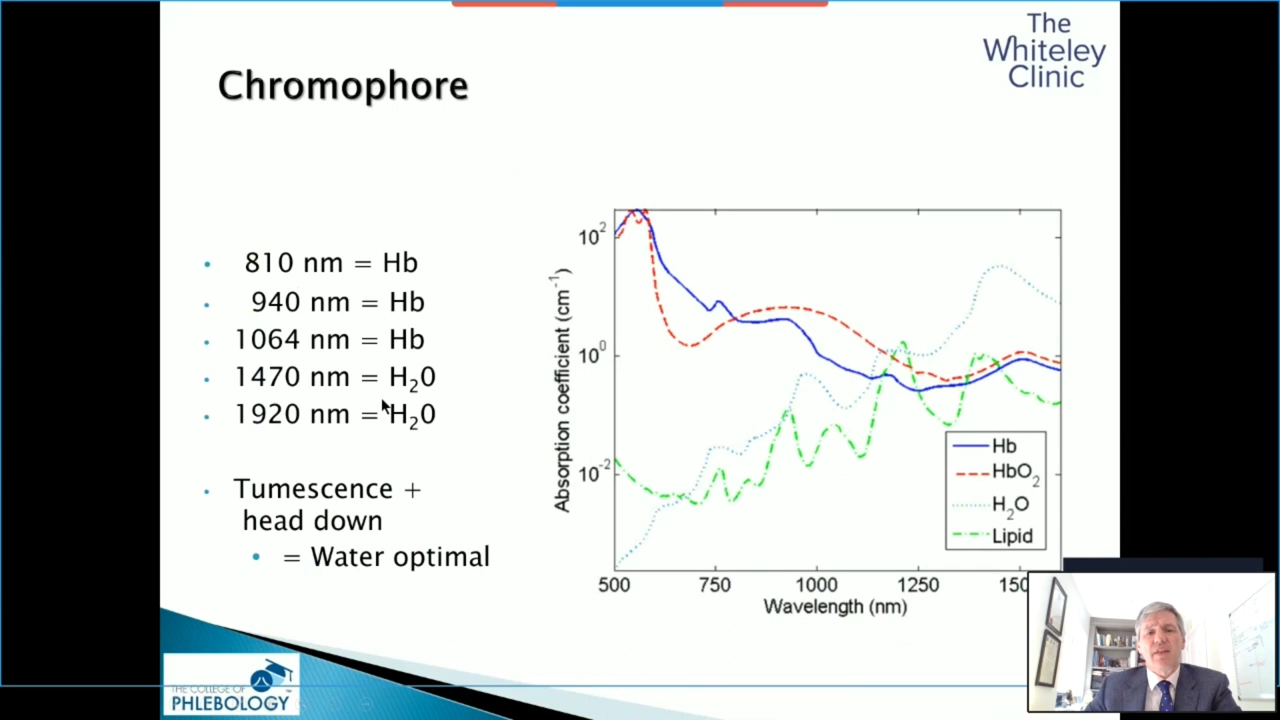 The
Whiteley
Clinic
Chromophore
810 nm = Hb
940 nm = Hb
1064 nm = Hb
1470 nm = H₂0
1920 nm = H₂0
Tumescence +
head down
= Water optimal
Absorption coefficient (cm⁻¹)
10²
10⁰
10⁻²
Hb
HbO₂
H₂O
Lipid
500 750 1000 1250
Wavelength (nm)
THE COLLEGE OF
PHLEBOLOGY